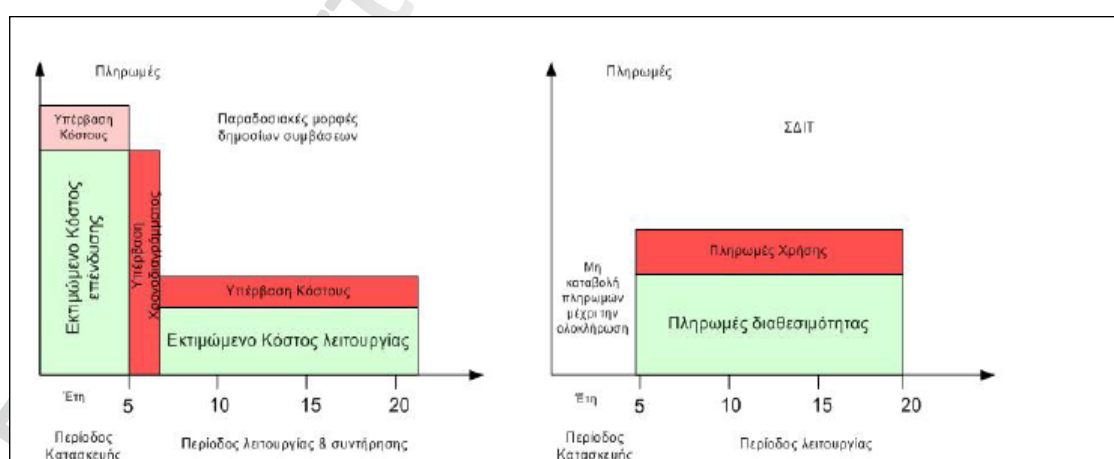 Πληρωμές
Υπέρβαση
Κόστους
Παραδοσιακές μορφές
δημοσίων συμβάσεων
Εκτιμώμενο Κόστος
επένδυσης
Υπέρβαση
Χρονοδιαγράμματος
Υπέρβαση Κόστους
Εκτιμώμενο Κόστος λειτουργίας
Έτη
5
10
15
20
Περίοδος
Κατασκευής
Περίοδος λειτουργίας & συντήρησης
Πληρωμές
ΣΔΙΤ
Μη
καταβολή
πληρωμών
μέχρι την
ολοκλήρωση
Πληρωμές Χρήσης
Πληρωμές διαθεσιμότητας
Έτη
5
10
15
20
Περίοδος
Κατασκευής
Περίοδος λειτουργίας